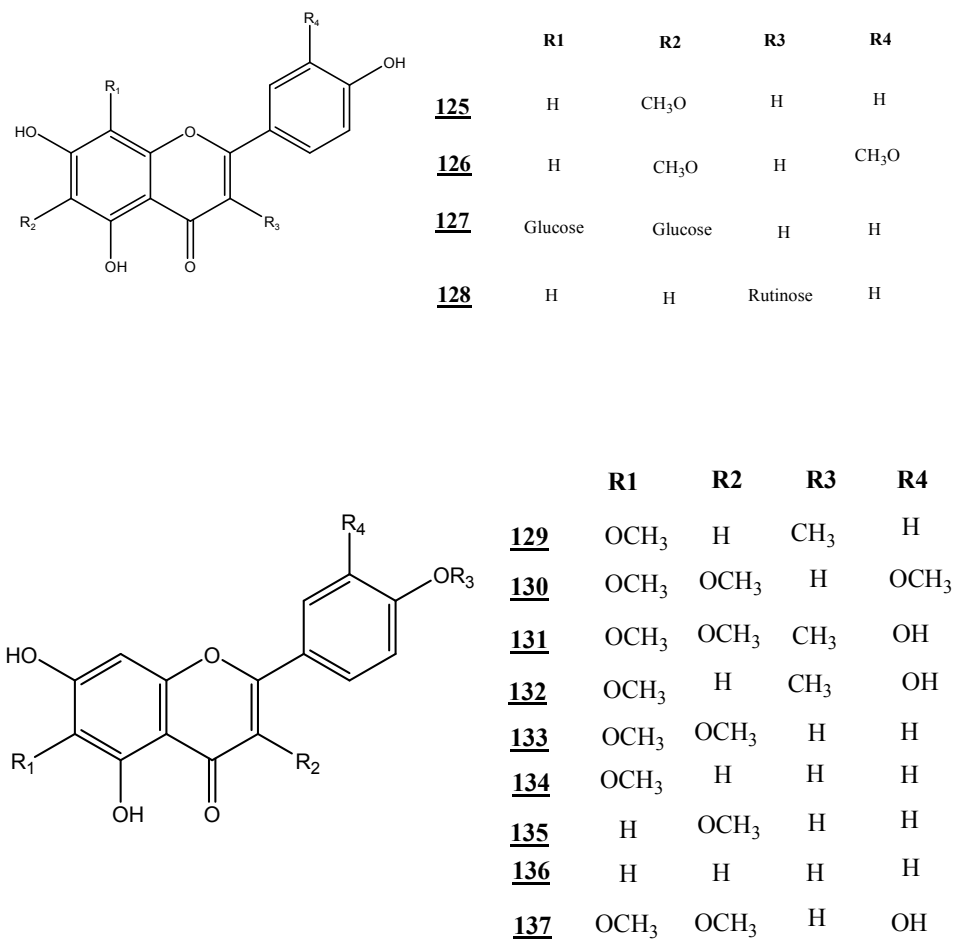 R1 R2 R3 R4
125 H CH₃O H H
126 H CH₃O H CH₃O
127 Glucose Glucose H H
128 H H Rutinose H
R₄
OH
R₁
HO
O
R₂
R₃
OH
O
R1 R2 R3 R4
129 OCH₃ H CH₃ H
130 OCH₃ OCH₃ H OCH₃
131 OCH₃ OCH₃ CH₃ OH
132 OCH₃ H CH₃ OH
133 OCH₃ OCH₃ H H
134 OCH₃ H H H
135 H OCH₃ H H
136 H H H H
137 OCH₃ OCH₃ H OH
R₄
OR₃
HO
O
R₁
R₂
OH
O